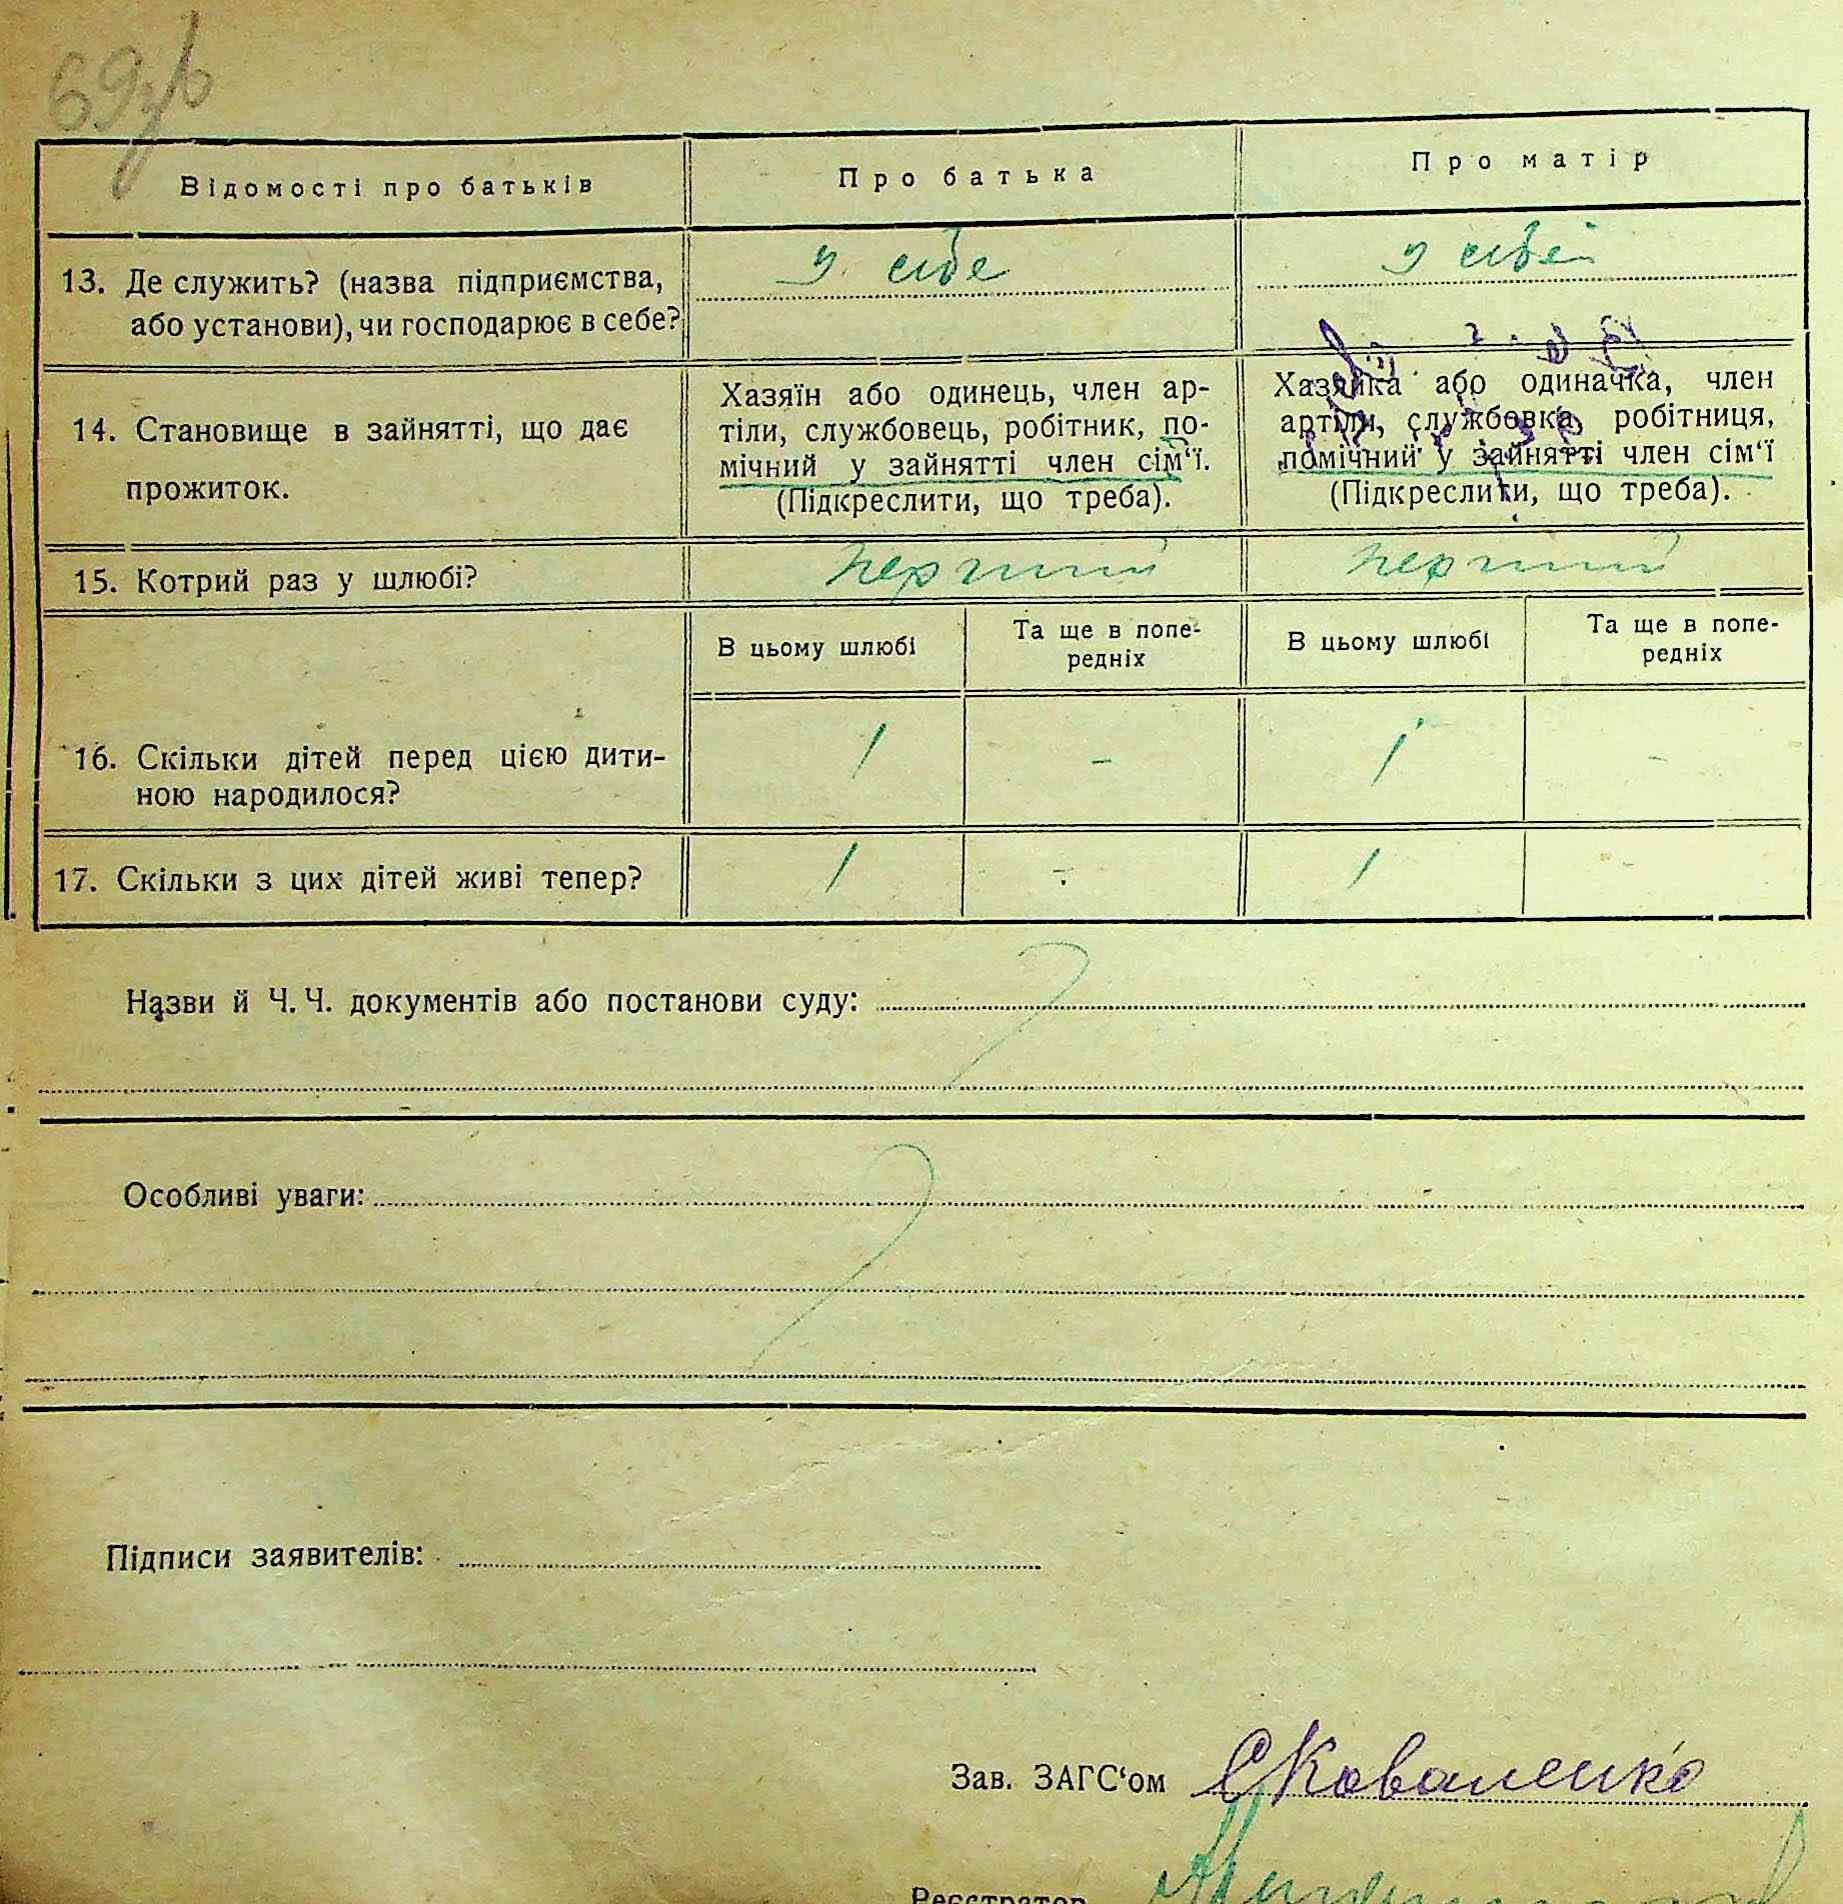 69зв
Відомості про батьків
Про батька
Про матір
13. Де служить? (назва підприємства,
або установи), чи господарює в себе?
у себе
у себе
14. Становище в зайнятті, що дає
прожиток.
Хазяїн або одинець, член ар-
тіли, службовець, робітник, по-
мічний у зайнятті член сім‘ї.
(Підкреслити, що треба).
Хазяйка або одиначка, член
артіли, службовка, робітниця,
помічний у зайнятті член сім‘ї
(Підкреслити, що треба).
15. Котрий раз у шлюбі?
перший
перший
В цьому шлюбі
Та ще в попе-
редніх
В цьому шлюбі
Та ще в попе-
редніх
16. Скільки дітей перед цією дити-
ною народилося?
1
-
1
-
17. Скільки з цих дітей живі тепер?
1
-
1
-
Назви й Ч. Ч. документів або постанови суду:
Особливі уваги:
Підписи заявителів:
Зав. ЗАГС‘ом ЄКоваленко
Реєстратор